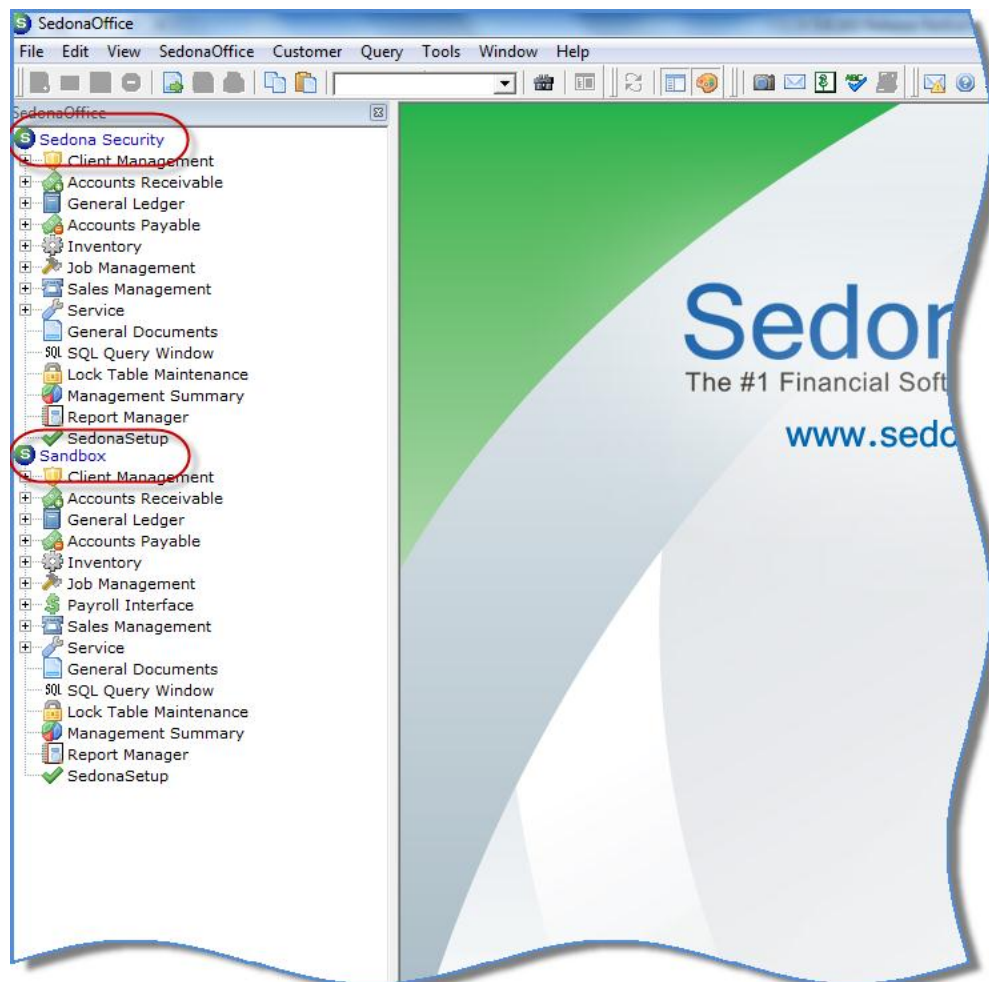 SedonaOffice
File Edit View SedonaOffice Customer Query Tools Window Help
SedonaOffice
Sedona Security
Client Management
Accounts Receivable
General Ledger
Accounts Payable
Inventory
Job Management
Sales Management
Service
General Documents
SQL SQL Query Window
Lock Table Maintenance
Management Summary
Report Manager
SedonaSetup
Sandbox
Client Management
Accounts Receivable
General Ledger
Accounts Payable
Inventory
Job Management
Payroll Interface
Sales Management
Service
General Documents
SQL SQL Query Window
Lock Table Maintenance
Management Summary
Report Manager
SedonaSetup
Sedon
The #1 Financial Soft
www.sedo